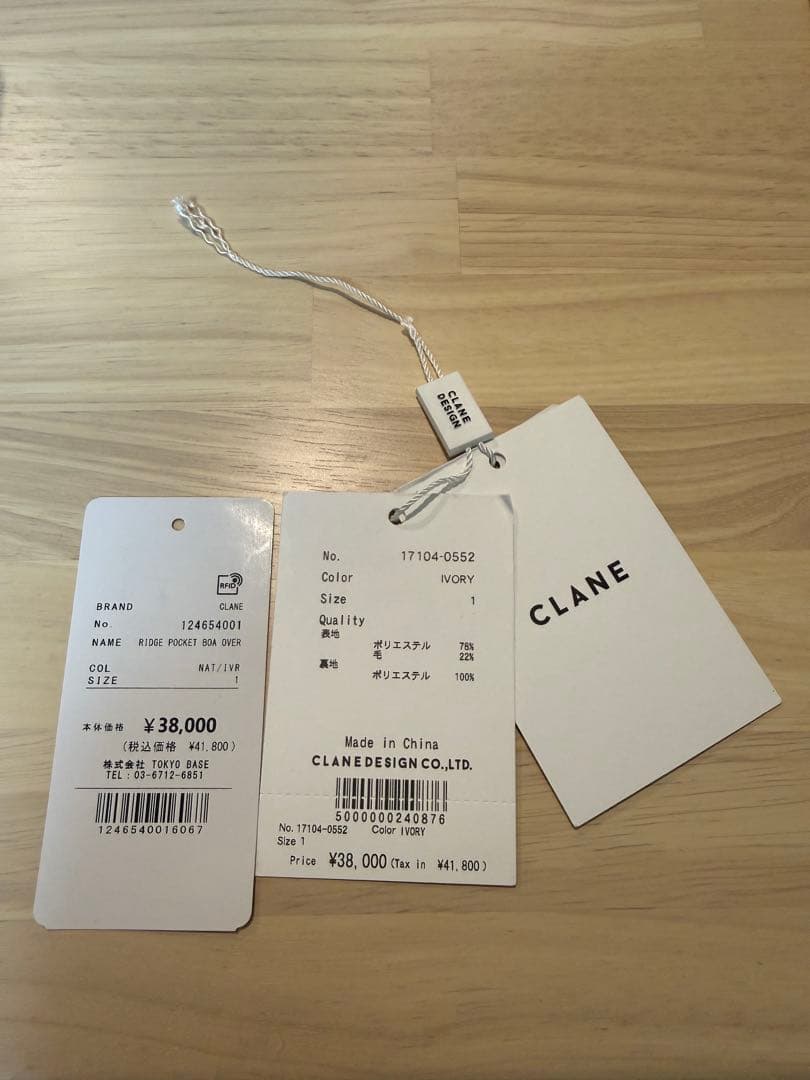 CLANE
DESIGN
CLANE
RFID
BRAND CLANE
No. 124654001
NAME RIDGE POCKET BOA OVER
COL NAT/IVR
SIZE 1
本体価格 ¥38,000
(税込価格 ¥41,800)
株式会社 TOKYO BASE
TEL:03-6712-6851
1246540016067
No. 17104-0552
Color IVORY
Size 1
Quality
表地
ポリエステル 78%
毛 22%
裏地
ポリエステル 100%
Made in China
CLANE DESIGN CO.,LTD.
5000000240876
No. 17104-0552 Color IVORY
Size 1
Price ¥38,000 (Tax in ¥41,800)